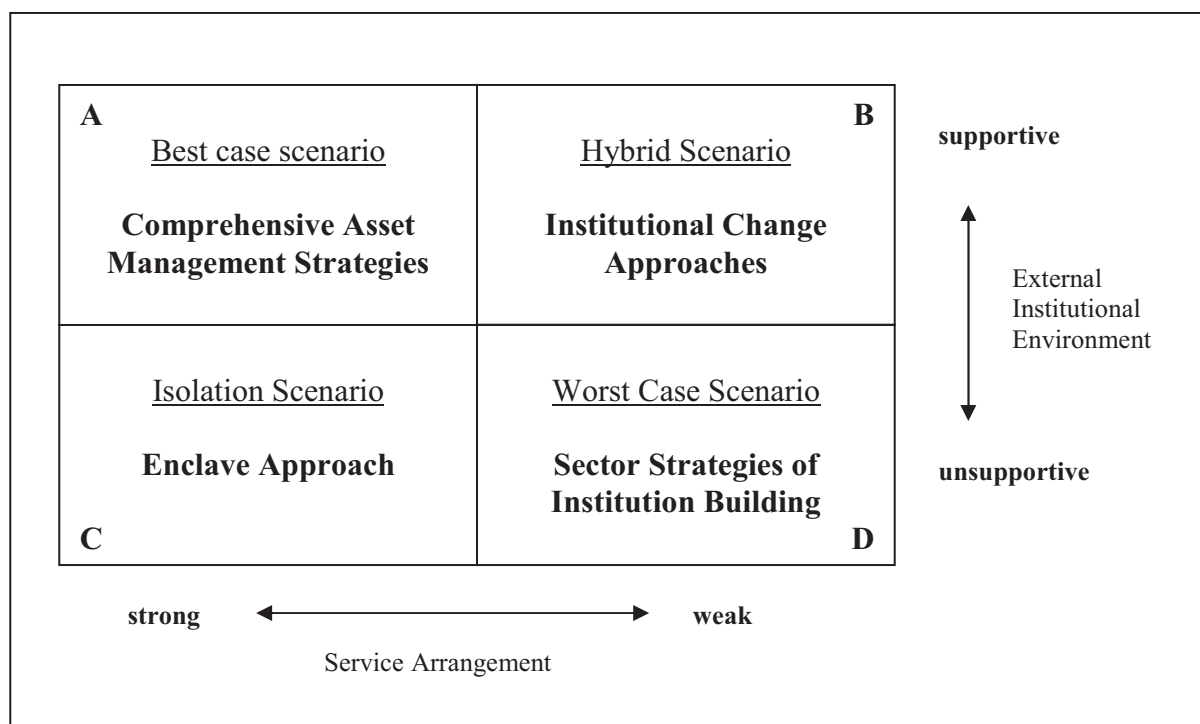 A
Best case scenario
Comprehensive Asset
Management Strategies
B
Hybrid Scenario
Institutional Change
Approaches
supportive
External
Institutional
Environment
unsupportive
Isolation Scenario
Enclave Approach
C
Worst Case Scenario
Sector Strategies of
Institution Building
D
strong
weak
Service Arrangement